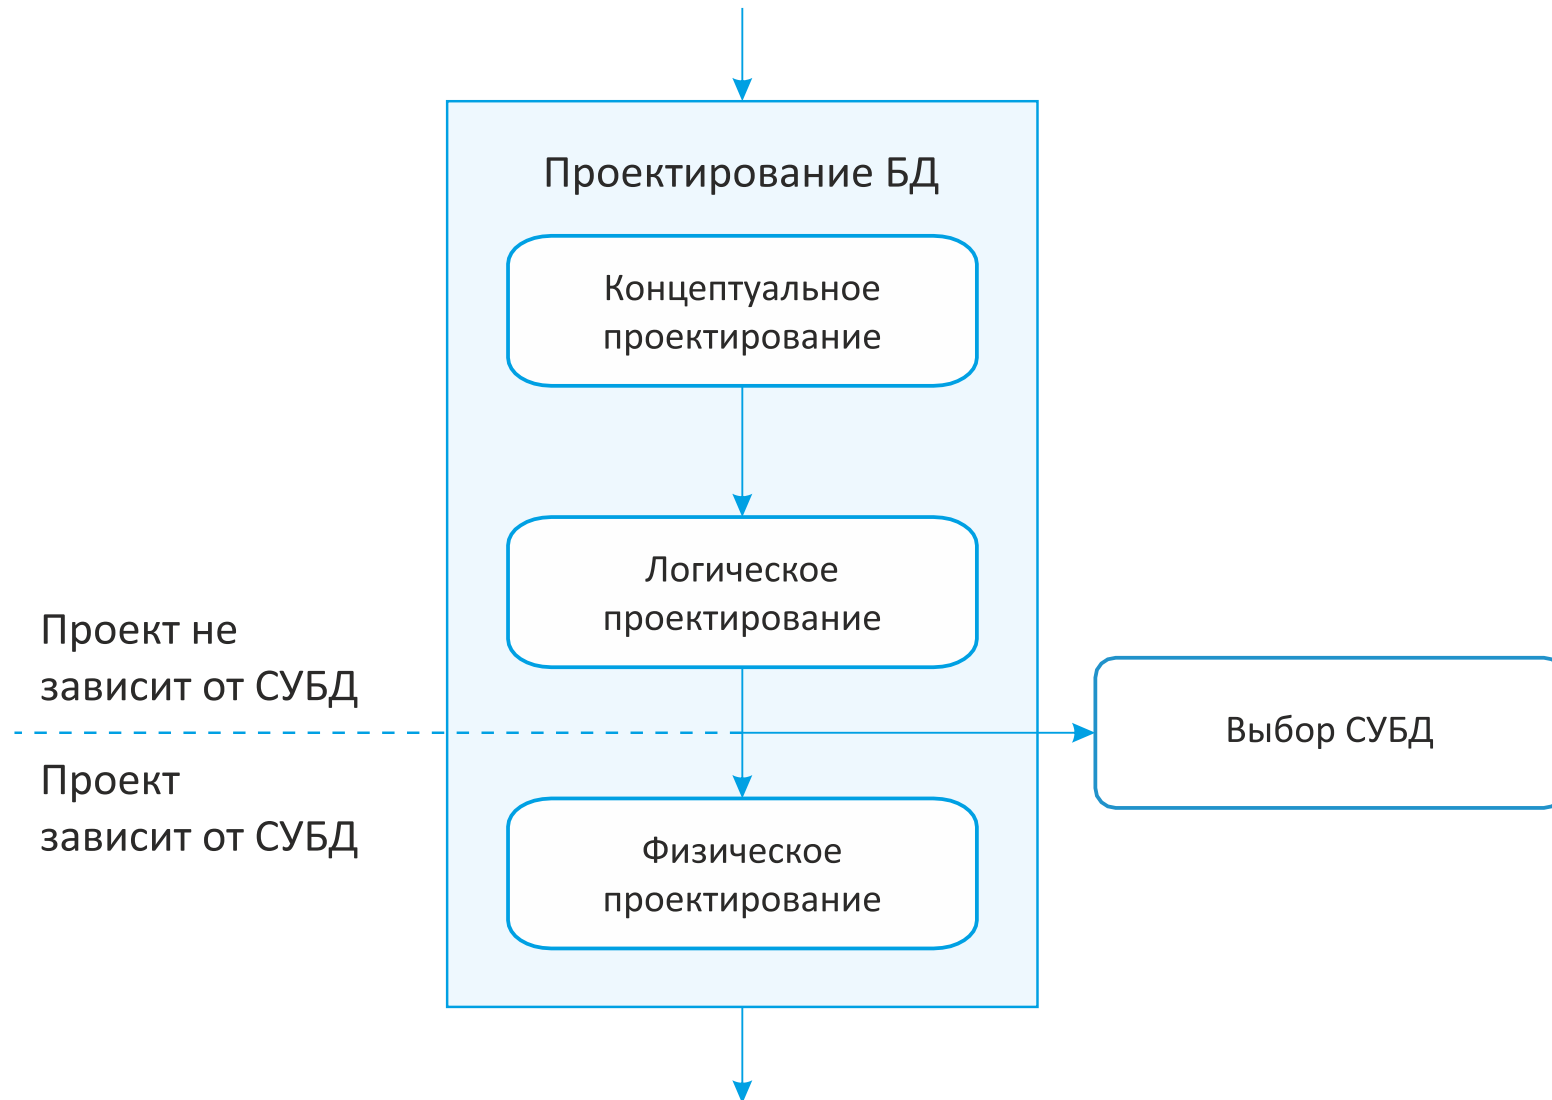 Проектирование БД
Концептуальное
проектирование
Логическое
проектирование
Проект не
зависит от СУБД
Выбор СУБД
Проект
зависит от СУБД
Физическое
проектирование